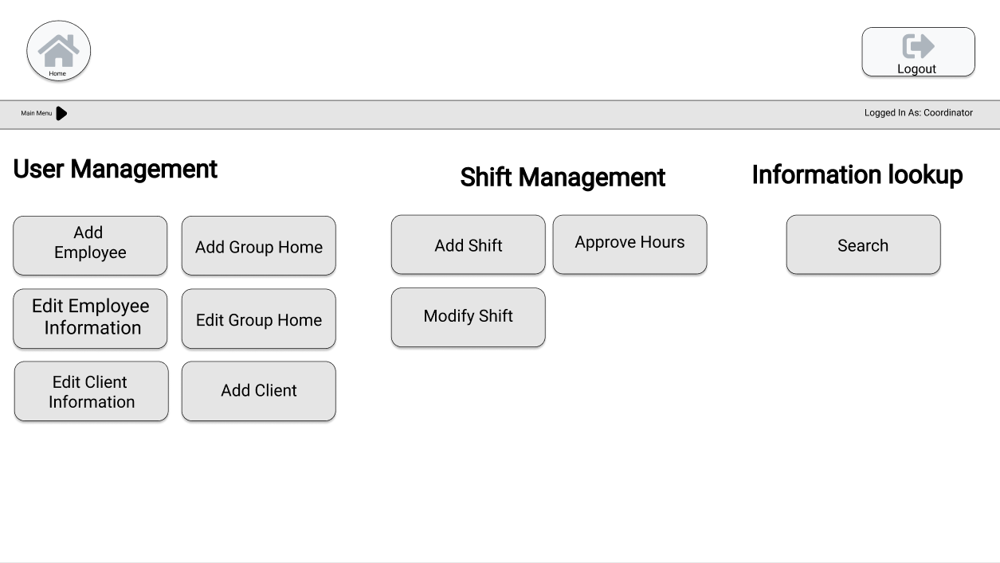 Home
Logout
Main Menu
Logged In As: Coordinator
User Management
Shift Management
Information lookup
Add
Employee
Add Group Home
Add Shift
Approve Hours
Search
Edit Employee
Information
Edit Group Home
Modify Shift
Edit Client
Information
Add Client